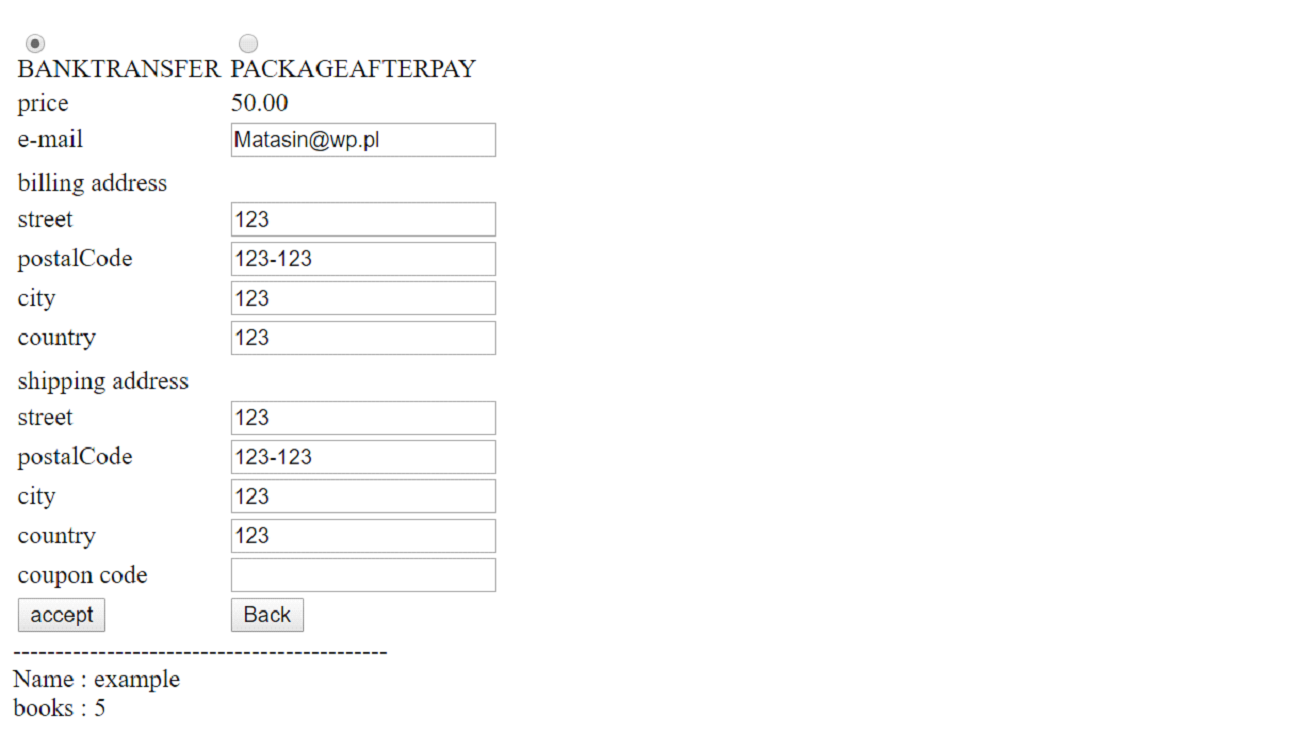 BANKTRANSFER PACKAGEAFTERPAY
price 50.00
e-mail Matasin@wp.pl
billing address
street 123
postalCode 123-123
city 123
country 123
shipping address
street 123
postalCode 123-123
city 123
country 123
coupon code
accept Back
--------------------------------------------
Name : example
books : 5